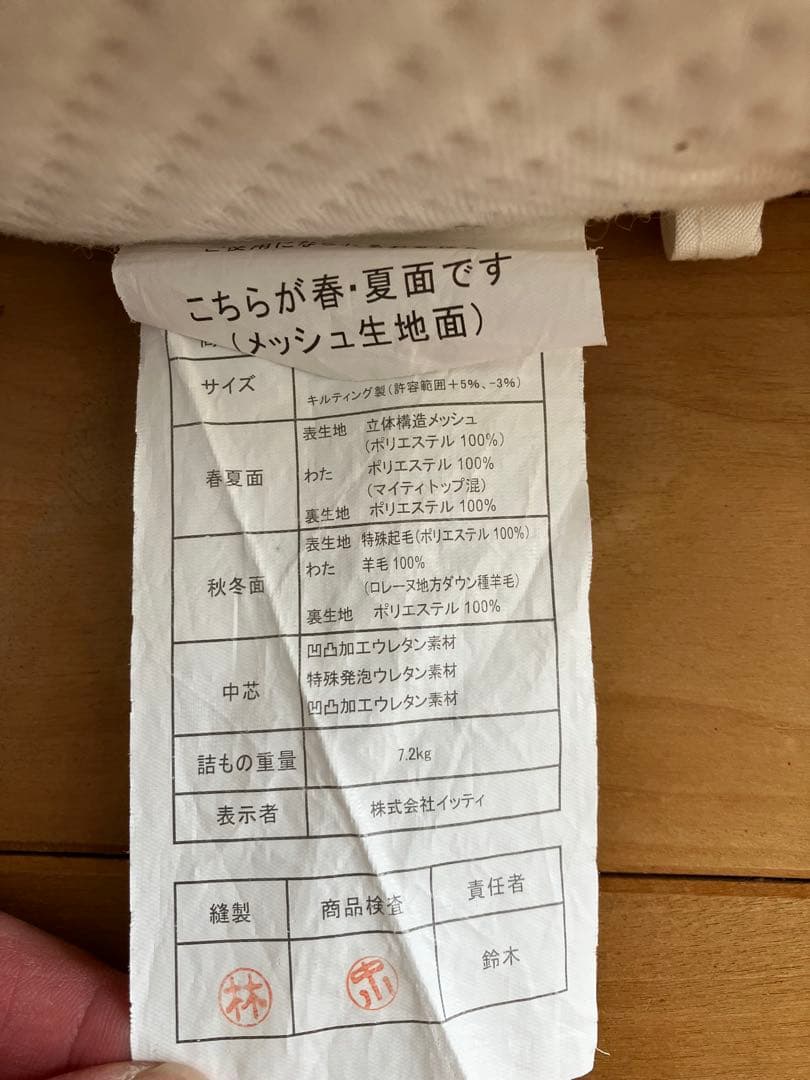 こちらが春・夏面です
(メッシュ生地面)
サイズ キルティング製(許容範囲+5%、-3%)
春夏面 表生地 立体構造メッシュ
(ポリエステル 100%)
わた ポリエステル 100%
(マイティトップ混)
裏生地 ポリエステル 100%
秋冬面 表生地 特殊起毛(ポリエステル 100%)
わた 羊毛 100%
(ロレーヌ地方ダウン種羊毛)
裏生地 ポリエステル 100%
中芯 凹凸加工ウレタン素材
特殊発泡ウレタン素材
凹凸加工ウレタン素材
詰もの重量 7.2kg
表示者 株式会社イッティ
縫製 商品検査 責任者
林 鈴木